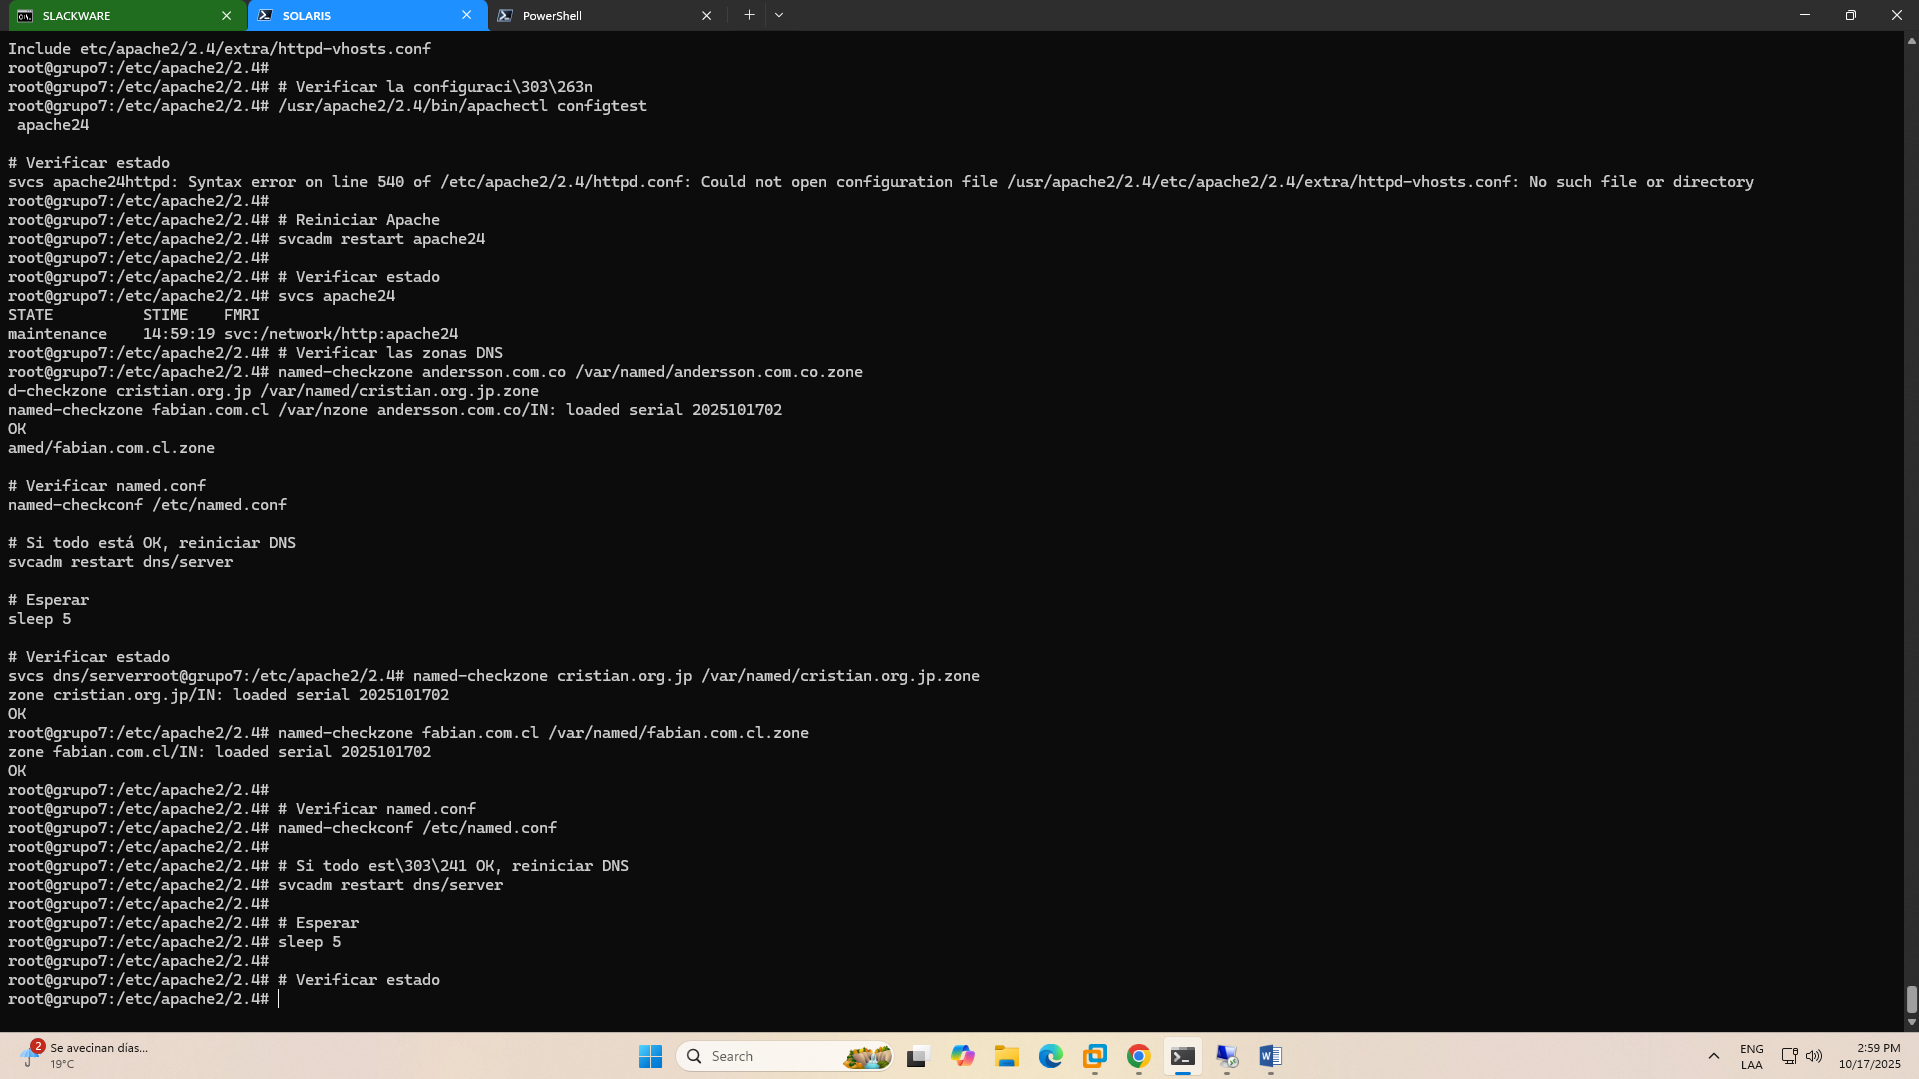 SLACKWARE
SOLARIS
PowerShell
Include etc/apache2/2.4/extra/httpd-vhosts.conf
root@grupo7:/etc/apache2/2.4#
root@grupo7:/etc/apache2/2.4# # Verificar la configuraci\303\263n
root@grupo7:/etc/apache2/2.4# /usr/apache2/2.4/bin/apachectl configtest
 apache24
# Verificar estado
svcs apache24httpd: Syntax error on line 540 of /etc/apache2/2.4/httpd.conf: Could not open configuration file /usr/apache2/2.4/etc/apache2/2.4/extra/httpd-vhosts.conf: No such file or directory
root@grupo7:/etc/apache2/2.4#
root@grupo7:/etc/apache2/2.4# # Reiniciar Apache
root@grupo7:/etc/apache2/2.4# svcadm restart apache24
root@grupo7:/etc/apache2/2.4#
root@grupo7:/etc/apache2/2.4# # Verificar estado
root@grupo7:/etc/apache2/2.4# svcs apache24
STATE          STIME    FMRI
maintenance    14:59:19 svc:/network/http:apache24
root@grupo7:/etc/apache2/2.4# # Verificar las zonas DNS
root@grupo7:/etc/apache2/2.4# named-checkzone andersson.com.co /var/named/andersson.com.co.zone
d-checkzone cristian.org.jp /var/named/cristian.org.jp.zone
named-checkzone fabian.com.cl /var/nzone andersson.com.co/IN: loaded serial 2025101702
OK
amed/fabian.com.cl.zone
# Verificar named.conf
named-checkconf /etc/named.conf
# Si todo está OK, reiniciar DNS
svcadm restart dns/server
# Esperar
sleep 5
# Verificar estado
svcs dns/serverroot@grupo7:/etc/apache2/2.4# named-checkzone cristian.org.jp /var/named/cristian.org.jp.zone
zone cristian.org.jp/IN: loaded serial 2025101702
OK
root@grupo7:/etc/apache2/2.4# named-checkzone fabian.com.cl /var/named/fabian.com.cl.zone
zone fabian.com.cl/IN: loaded serial 2025101702
OK
root@grupo7:/etc/apache2/2.4#
root@grupo7:/etc/apache2/2.4# # Verificar named.conf
root@grupo7:/etc/apache2/2.4# named-checkconf /etc/named.conf
root@grupo7:/etc/apache2/2.4#
root@grupo7:/etc/apache2/2.4# # Si todo est\303\241 OK, reiniciar DNS
root@grupo7:/etc/apache2/2.4# svcadm restart dns/server
root@grupo7:/etc/apache2/2.4#
root@grupo7:/etc/apache2/2.4# # Esperar
root@grupo7:/etc/apache2/2.4# sleep 5
root@grupo7:/etc/apache2/2.4#
root@grupo7:/etc/apache2/2.4# # Verificar estado
root@grupo7:/etc/apache2/2.4#
2
Se avecinan días...
19°C
Search
ENG
LAA
2:59 PM
10/17/2025